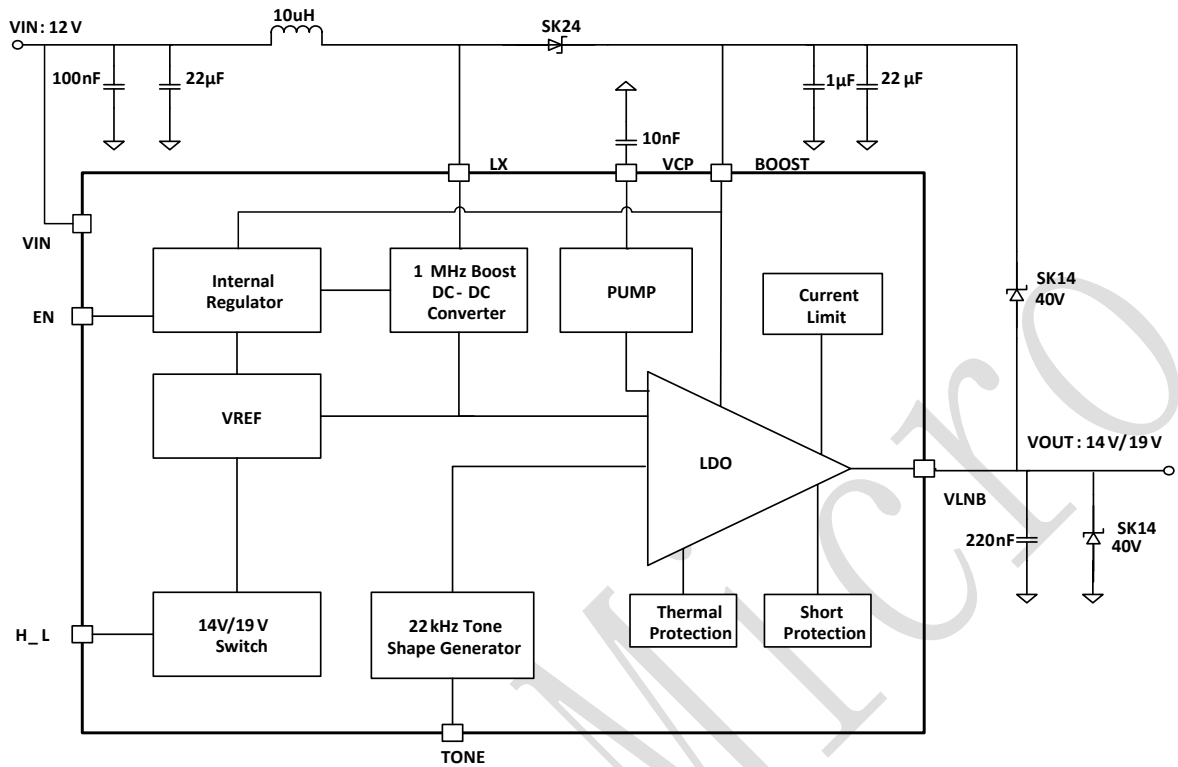 VIN: 12 V
10uH
SK24
100nF
22µF
10nF
1µF
22 µF
LX
VCP
BOOST
VIN
Internal
Regulator
1 MHz Boost
DC - DC
Converter
PUMP
Current
Limit
SK14
40V
EN
VREF
LDO
VOUT : 14 V/ 19 V
VLNB
220nF
SK14
40V
H_L
14V/19 V
Switch
22 kHz Tone
Shape Generator
Thermal
Protection
Short
Protection
TONE
Micro